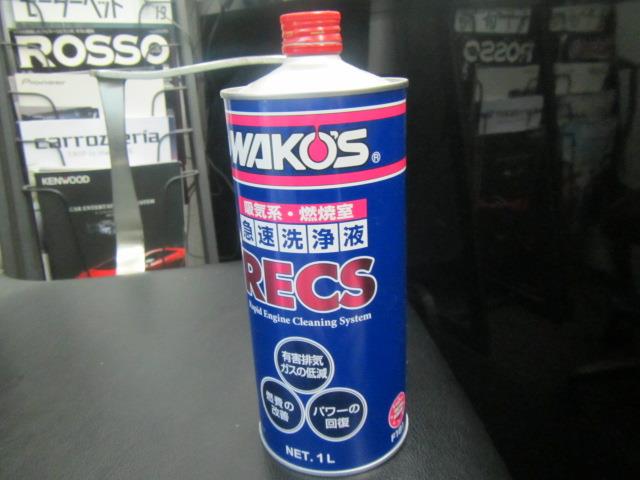 ROSSO
carrozzeria
KENWOOD
WAKO'S®
吸気系・燃焼室
急速洗浄液
RECS
Rapid Engine Cleaning System
有害排気
ガスの低減
燃費の
改善
パワーの
回復
NET. 1L
ROSSO